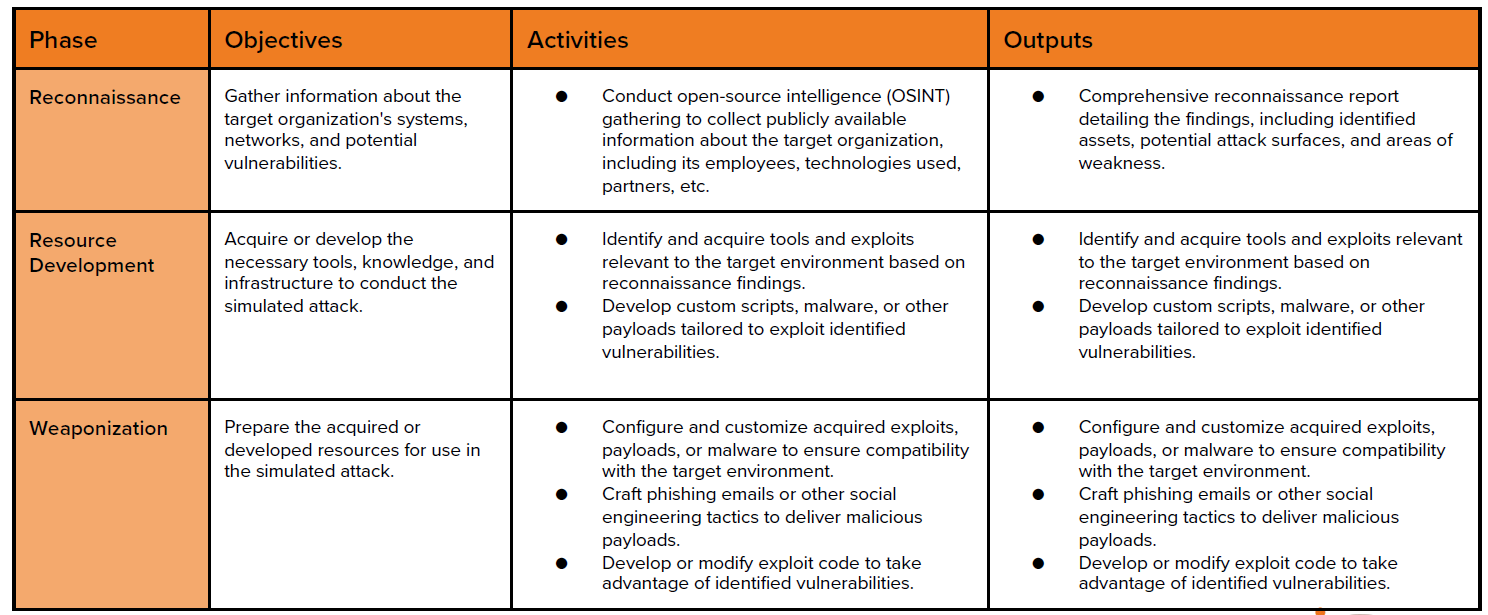 Phase
Objectives
Activities
Outputs
Reconnaissance
Gather information about the
target organization's systems,
networks, and potential
vulnerabilities.
● Conduct open-source intelligence (OSINT)
gathering to collect publicly available
information about the target organization,
including its employees, technologies used,
partners, etc.
● Comprehensive reconnaissance report
detailing the findings, including identified
assets, potential attack surfaces, and areas of
weakness.
Resource
Development
Acquire or develop the
necessary tools, knowledge, and
infrastructure to conduct the
simulated attack.
● Identify and acquire tools and exploits
relevant to the target environment based on
reconnaissance findings.
● Develop custom scripts, malware, or other
payloads tailored to exploit identified
vulnerabilities.
● Identify and acquire tools and exploits relevant
to the target environment based on
reconnaissance findings.
● Develop custom scripts, malware, or other
payloads tailored to exploit identified
vulnerabilities.
Weaponization
Prepare the acquired or
developed resources for use in
the simulated attack.
● Configure and customize acquired exploits,
payloads, or malware to ensure compatibility
with the target environment.
● Craft phishing emails or other social
engineering tactics to deliver malicious
payloads.
● Develop or modify exploit code to take
advantage of identified vulnerabilities.
● Configure and customize acquired exploits,
payloads, or malware to ensure compatibility
with the target environment.
● Craft phishing emails or other social
engineering tactics to deliver malicious
payloads.
● Develop or modify exploit code to take
advantage of identified vulnerabilities.